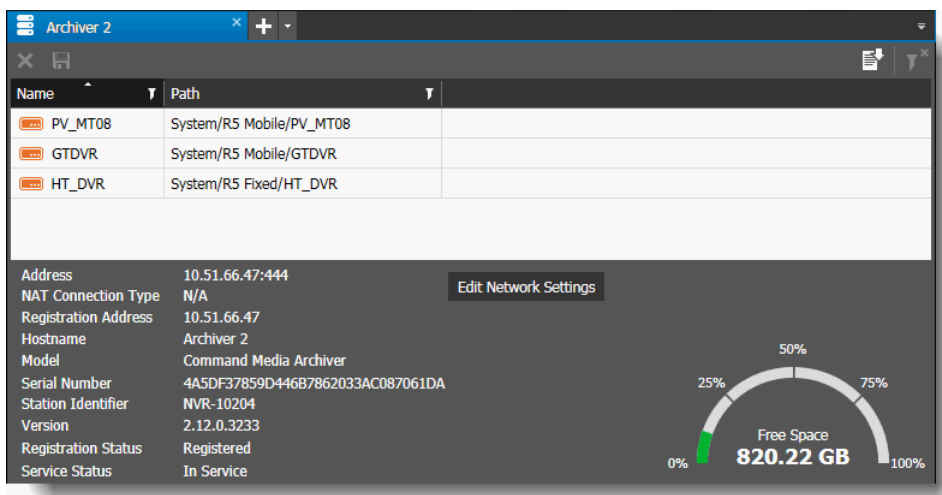 Archiver 2
Name Path
PV_MT08 System/R5 Mobile/PV_MT08
GTDVR System/R5 Mobile/GTDVR
HT_DVR System/R5 Fixed/HT_DVR
Address 10.51.66.47:444
Edit Network Settings
NAT Connection Type N/A
Registration Address 10.51.66.47
Hostname Archiver 2
Model Command Media Archiver
Serial Number 4A5DF37859D446B7862033AC087061DA
Station Identifier NVR-10204
Version 2.12.0.3233
Registration Status Registered
Service Status In Service
50%
25% 75%
Free Space
820.22 GB
0% 100%